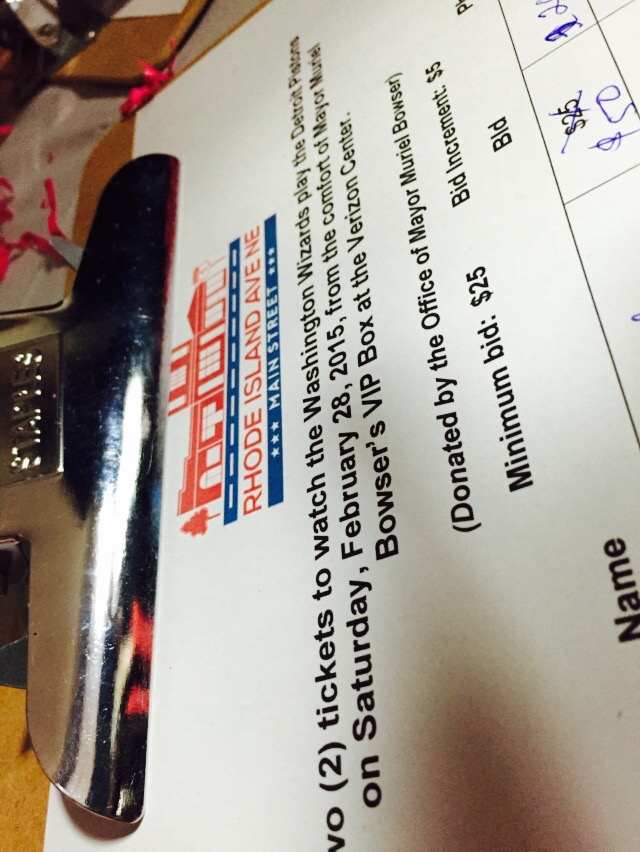 STAPLES
RHODE ISLAND AVE NE
*** MAIN STREET ***
wo (2) tickets to watch the Washington Wizards play the Detroit Pistons
on Saturday, February 28, 2015, from the comfort of Mayor Muriel
Bowser's VIP Box at the Verizon Center.
(Donated by the Office of Mayor Muriel Bowser)
Minimum bid: $25 Bid Increment: $5
Name Bid
$25